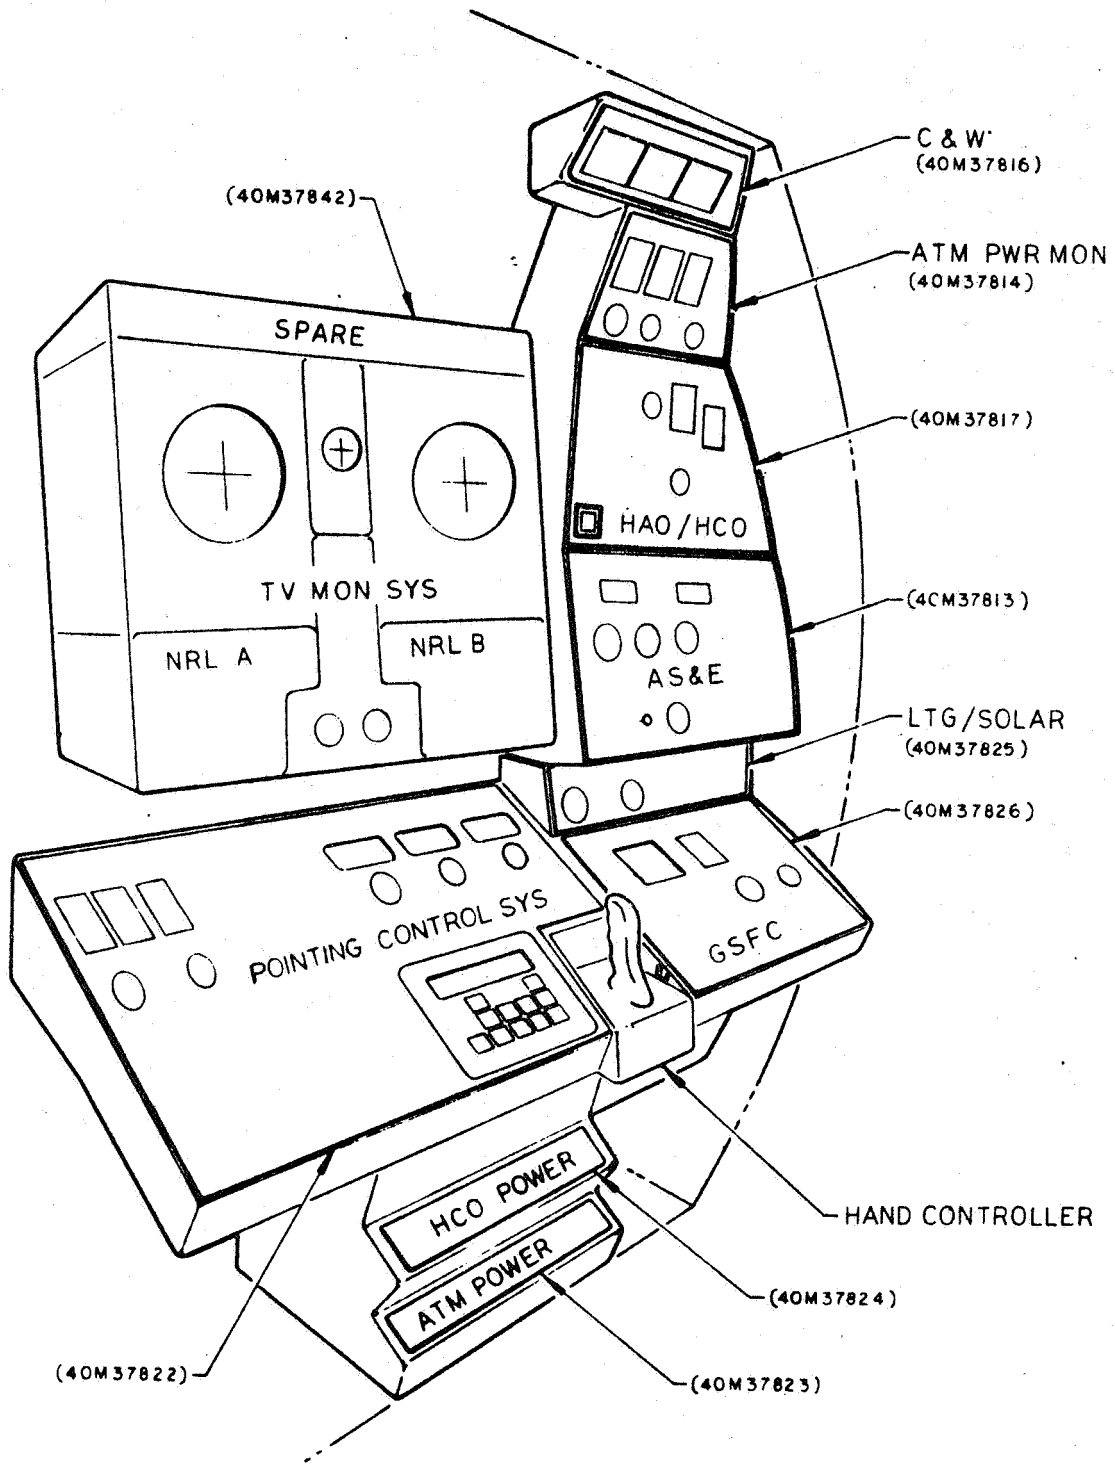 C & W
(40M37816)
(40M37842)
ATM PWR MON
(40M37814)
SPARE
(40M37817)
HAO/HCO
TV MON SYS
(40M37813)
NRL A
NRL B
AS&E
LTG/SOLAR
(40M37825)
(40M37826)
POINTING CONTROL SYS
GSFC
HCO POWER
HAND CONTROLLER
ATM POWER
(40M37824)
(40M37822)
(40M37823)